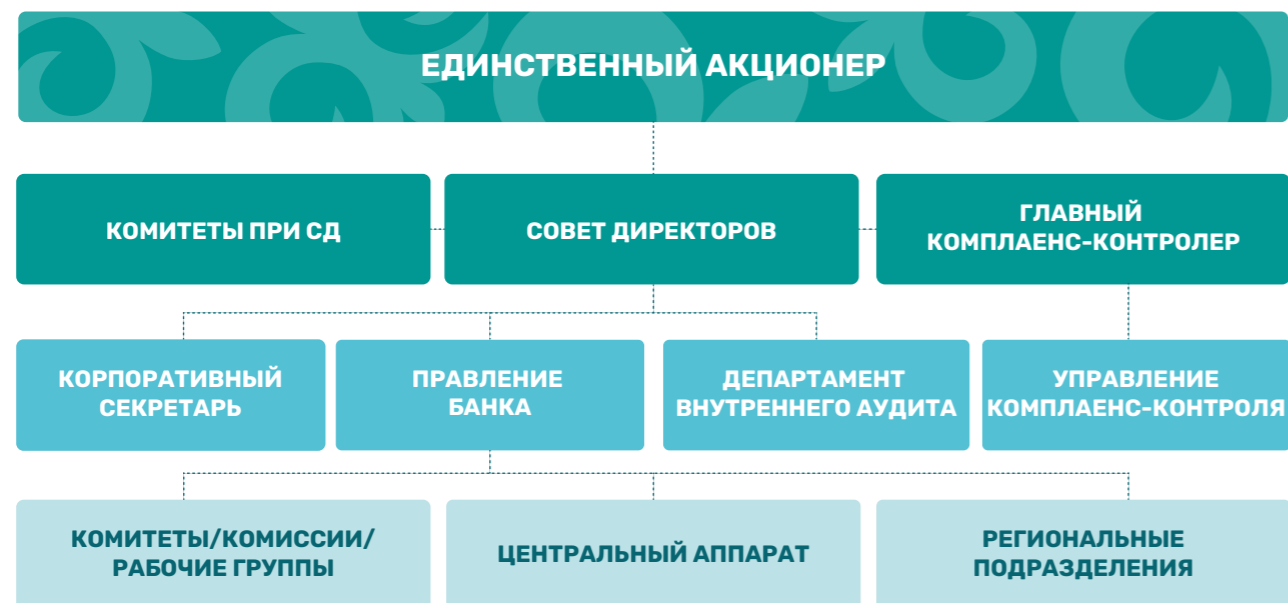 ЕДИНСТВЕННЫЙ АКЦИОНЕР
КОМИТЕТЫ ПРИ СД
СОВЕТ ДИРЕКТОРОВ
ГЛАВНЫЙ
КОМПЛАЕНС-КОНТРОЛЕР
КОРПОРАТИВНЫЙ
СЕКРЕТАРЬ
ПРАВЛЕНИЕ
БАНКА
ДЕПАРТАМЕНТ
ВНУТРЕННЕГО АУДИТА
УПРАВЛЕНИЕ
КОМПЛАЕНС-КОНТРОЛЯ
КОМИТЕТЫ/КОМИССИИ/
РАБОЧИЕ ГРУППЫ
ЦЕНТРАЛЬНЫЙ АППАРАТ
РЕГИОНАЛЬНЫЕ
ПОДРАЗДЕЛЕНИЯ